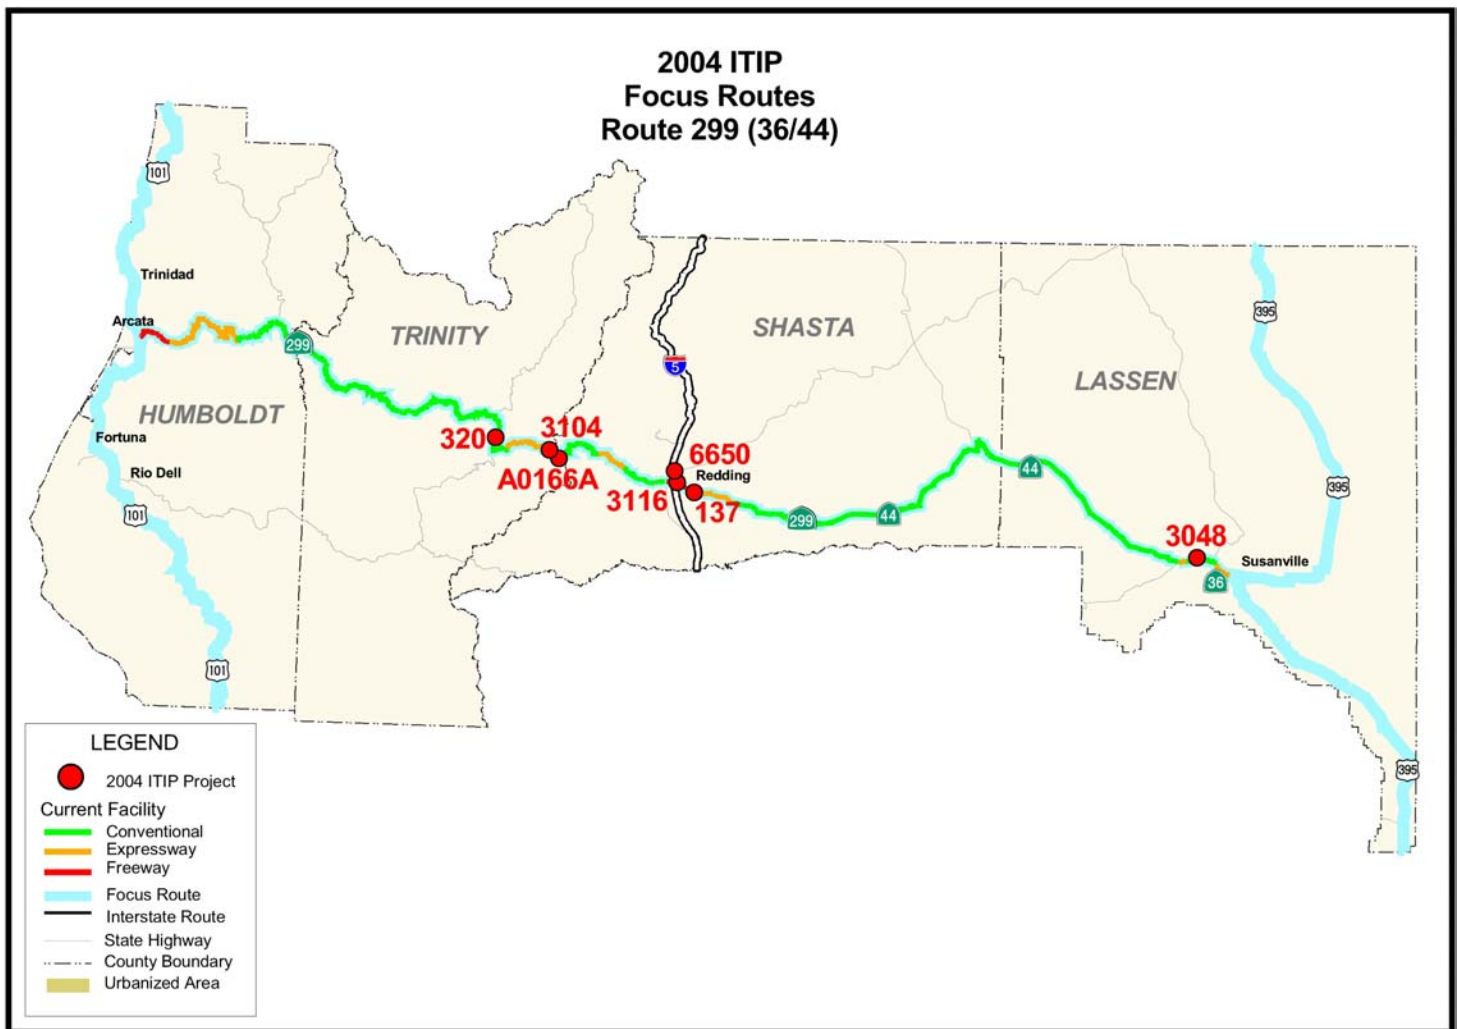 2004 ITIP
Focus Routes
Route 299 (36/44)
101
Trinidad
Arcata
299
TRINITY
SHASTA
5
395
LASSEN
HUMBOLDT
Fortuna
Rio Dell
320
3104
A0166A
6650
Redding
3116
137
299
44
44
395
3048
Susanville
36
101
101
395
LEGEND
2004 ITIP Project
Current Facility
Conventional
Expressway
Freeway
Focus Route
Interstate Route
State Highway
County Boundary
Urbanized Area